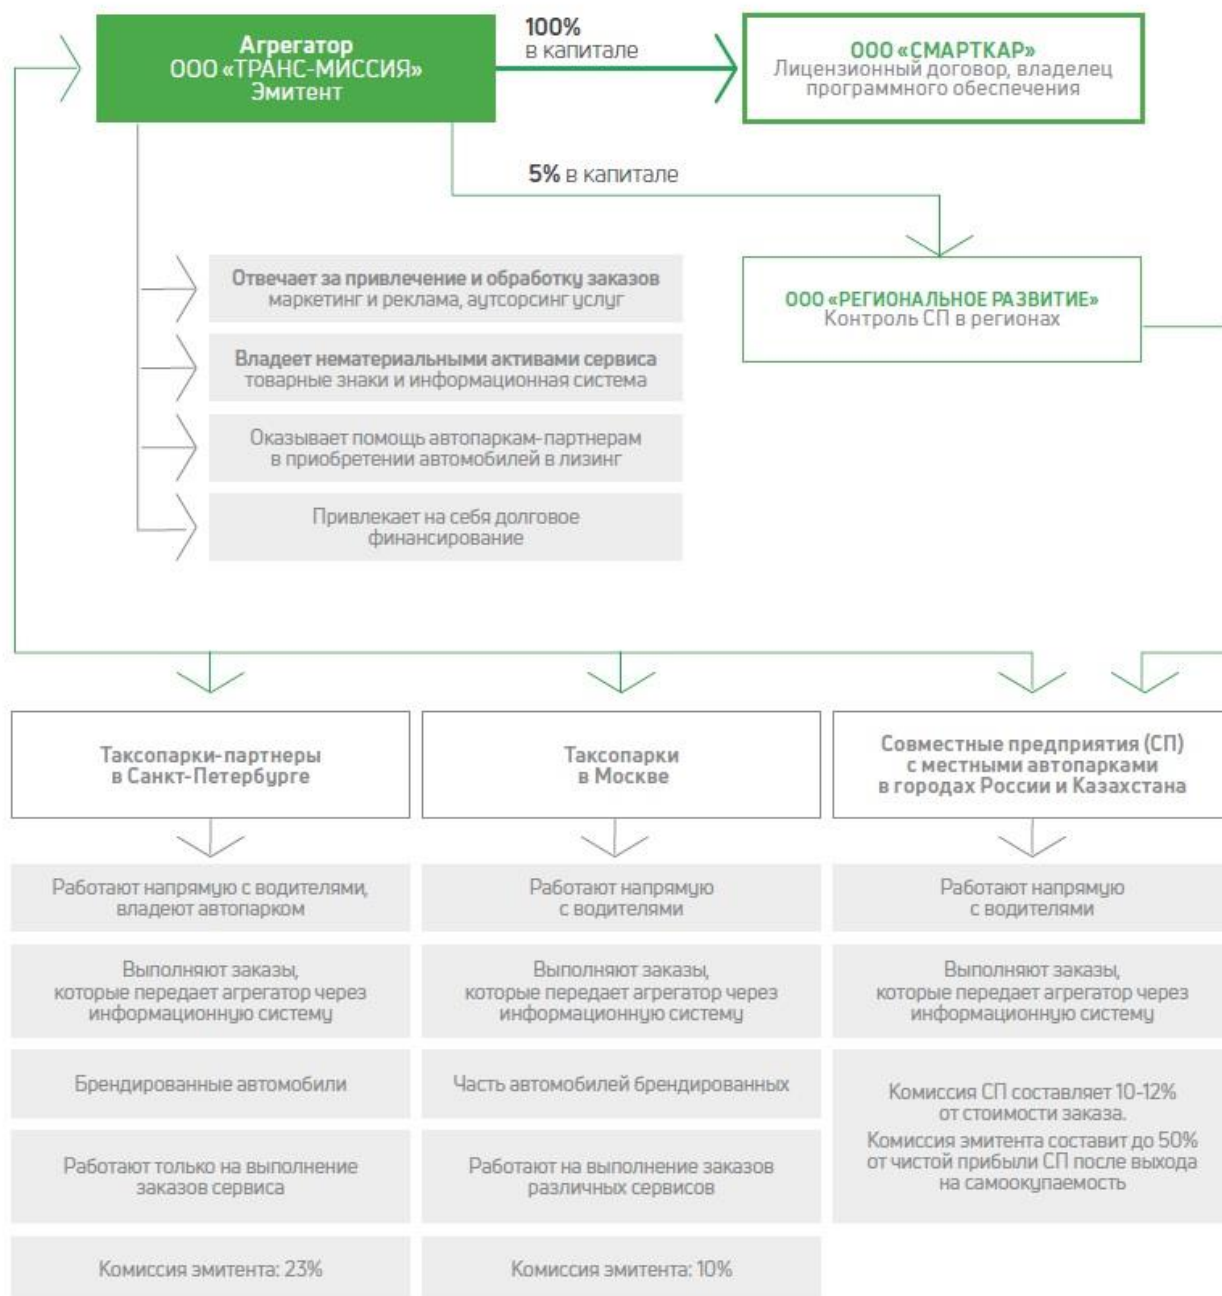 Агрегатор
ООО «ТРАНС-МИССИЯ»
Эмитент
100%
в капитале
ООО «СМАРТКАР»
Лицензионный договор, владелец
программного обеспечения
5% в капитале
Отвечает за привлечение и обработку заказов
маркетинг и реклама, аутсорсинг услуг
Владеет нематериальными активами сервиса
товарные знаки и информационная система
Оказывает помощь автопаркам-партнерам
в приобретении автомобилей в лизинг
Привлекает на себя долговое
финансирование
ООО «РЕГИОНАЛЬНОЕ РАЗВИТИЕ»
Контроль СП в регионах
Таксопарки-партнеры
в Санкт-Петербурге
Работают напрямую с водителями,
владеют автопарком
Выполняют заказы,
которые передает агрегатор через
информационную систему
Брендированные автомобили
Работают только на выполнение
заказов сервиса
Комиссия эмитента: 23%
Таксопарки
в Москве
Работают напрямую
с водителями
Выполняют заказы,
которые передает агрегатор через
информационную систему
Часть автомобилей брендированных
Работают на выполнение заказов
различных сервисов
Комиссия эмитента: 10%
Совместные предприятия (СП)
с местными автопарками
в городах России и Казахстана
Работают напрямую
с водителями
Выполняют заказы,
которые передает агрегатор через
информационную систему
Комиссия СП составляет 10-12%
от стоимости заказа.
Комиссия эмитента составит до 50%
от чистой прибыли СП после выхода
на самоокупаемость